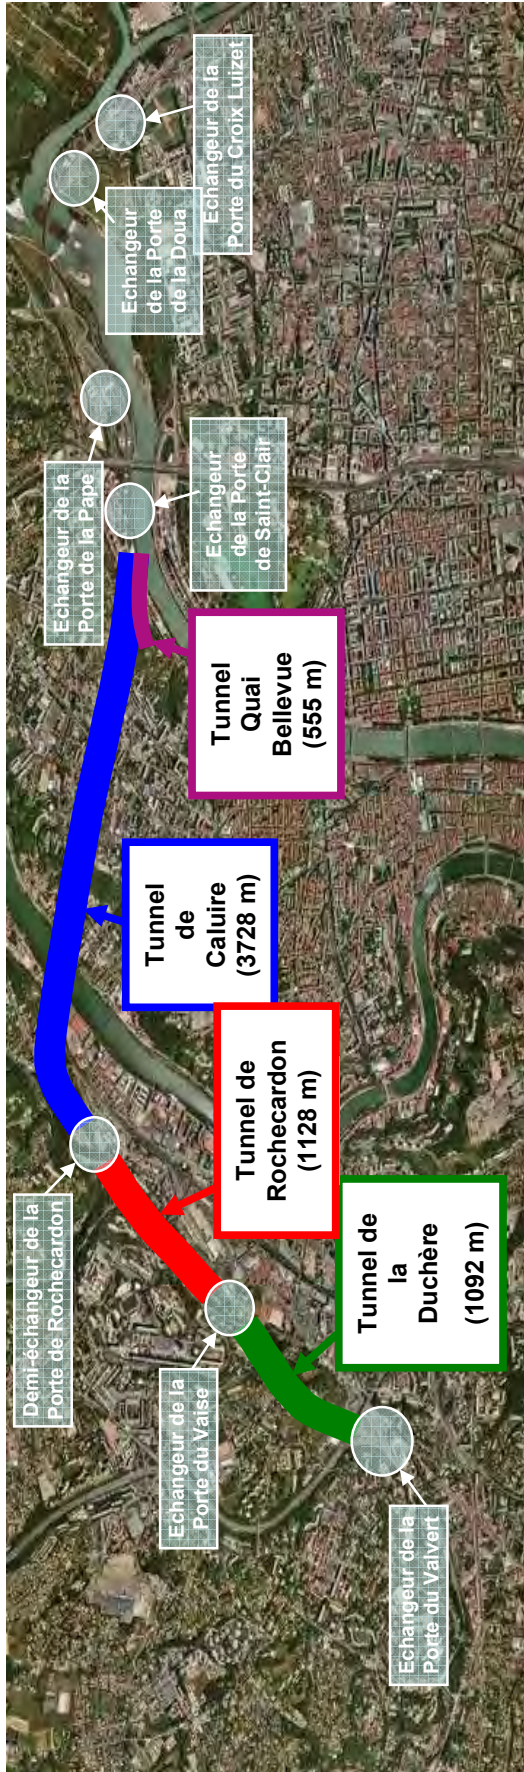 Demi-échangeur de la
Porte de Rochecardon
Echangeur de la
Porte de la Pape
Echangeur
de la Porte
de la Doua
Echangeur de la
Porte du Croix Luizet
Echangeur
de la Porte
de Saint-Clair
Tunnel
Quai
Bellevue
(555 m)
Tunnel
de
Caluire
(3728 m)
Tunnel de
Rochecardon
(1128 m)
Tunnel de
la
Duchère
(1092 m)
Echangeur de la
Porte du Vaise
Echangeur de la
Porte du Valvert